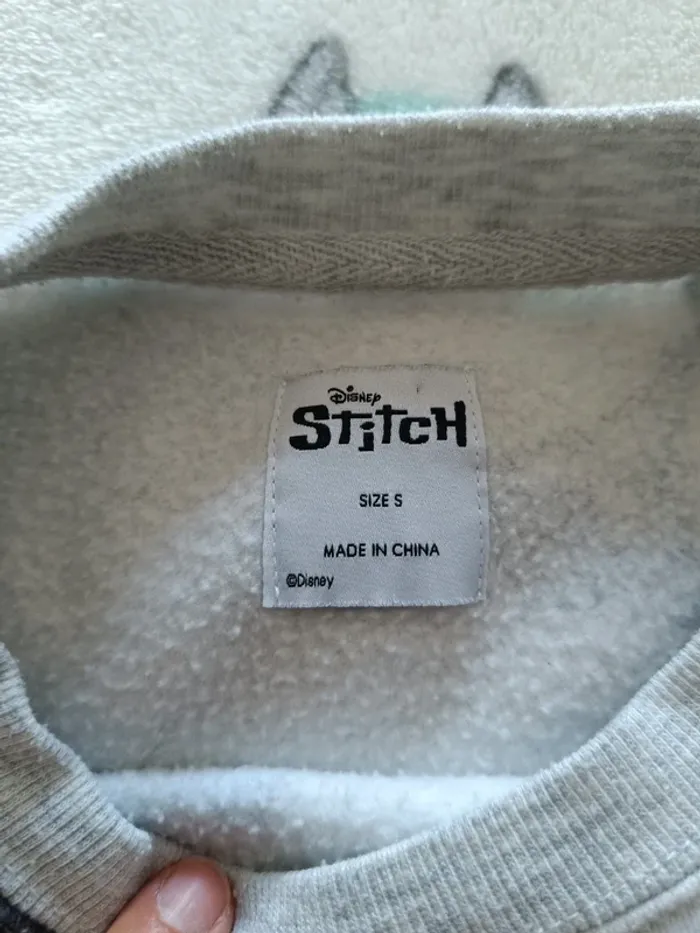 Disney
STiTCH
SIZE S
MADE IN CHINA
©Disney